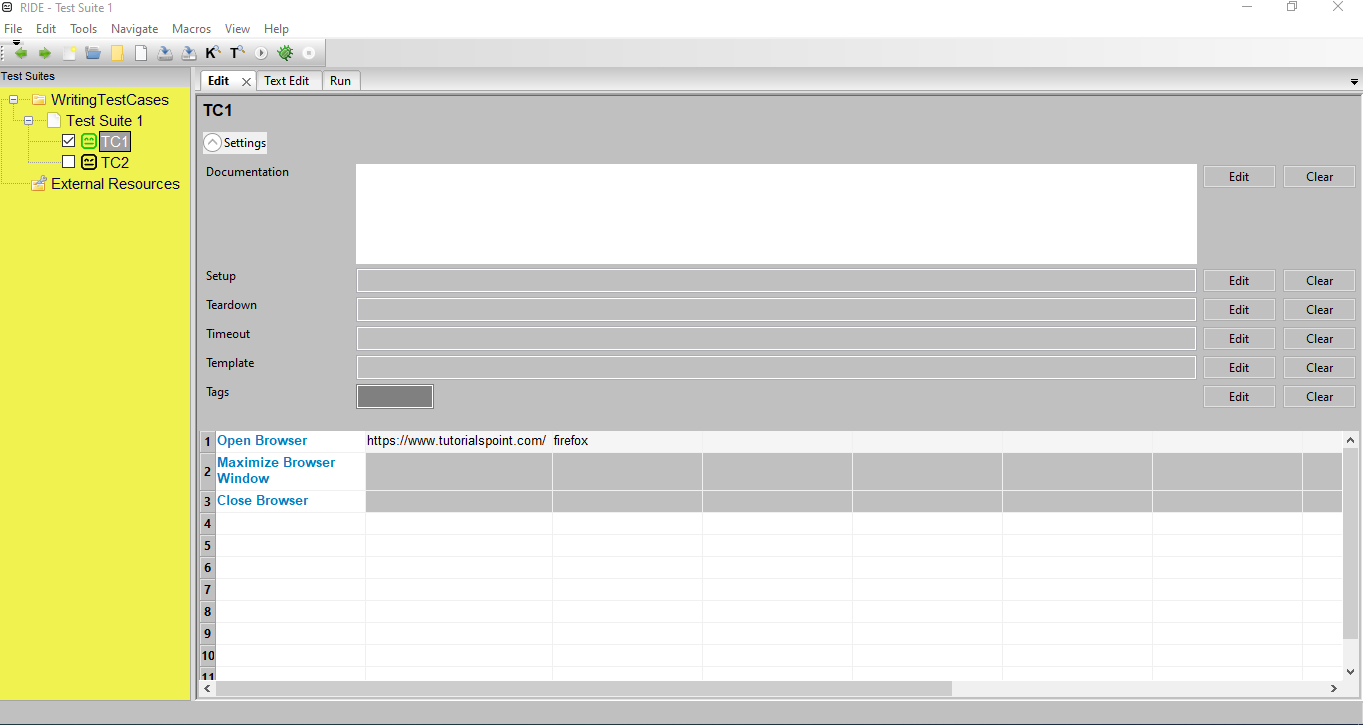 RIDE - Test Suite 1
File Edit Tools Navigate Macros View Help
K T
Test Suites
Edit Text Edit Run
WritingTestCases
Test Suite 1
TC1
TC2
External Resources
TC1
Settings
Documentation Edit Clear
Setup Edit Clear
Teardown Edit Clear
Timeout Edit Clear
Template Edit Clear
Tags Edit Clear
1 Open Browser https://www.tutorialspoint.com/ firefox
2 Maximize Browser
Window
3 Close Browser
4
5
6
7
8
9
10
11